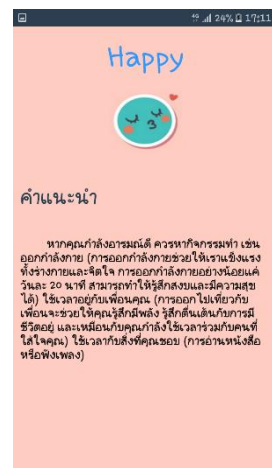 4G 24% 17:11
Happy
คำแนะนำ
หากคุณกำลังอารมณ์ดี ควรหากิจกรรมทำ เช่น
ออกกำลังกาย (การออกกำลังกายช่วยให้เราแข็งแรง
ทั้งร่างกายและจิตใจ การออกกำลังกายอย่างน้อยแค่
วันละ 20 นาที สามารถทำให้รู้สึกสงบและมีความสุข
ได้) ใช้เวลาอยู่กับเพื่อนคุณ (การออกไปเที่ยวกับ
เพื่อนจะช่วยให้คุณรู้สึกมีพลัง รู้สึกตื่นเต้นกับการมี
ชีวิตอยู่ และเหมือนกับคุณกำลังใช้เวลาร่วมกับคนที่
ใส่ใจคุณ) ใช้เวลากับสิ่งที่คุณชอบ (การอ่านหนังสือ
หรือฟังเพลง)